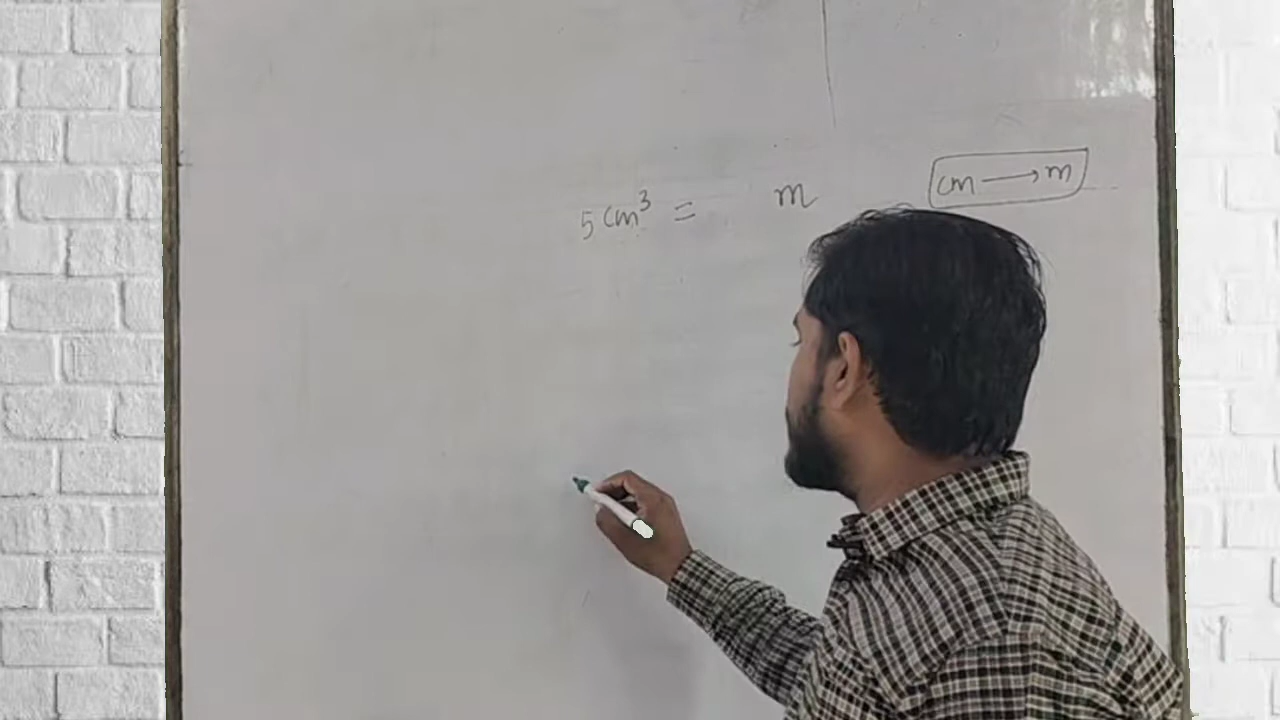 5 cm³ = m
cm → m